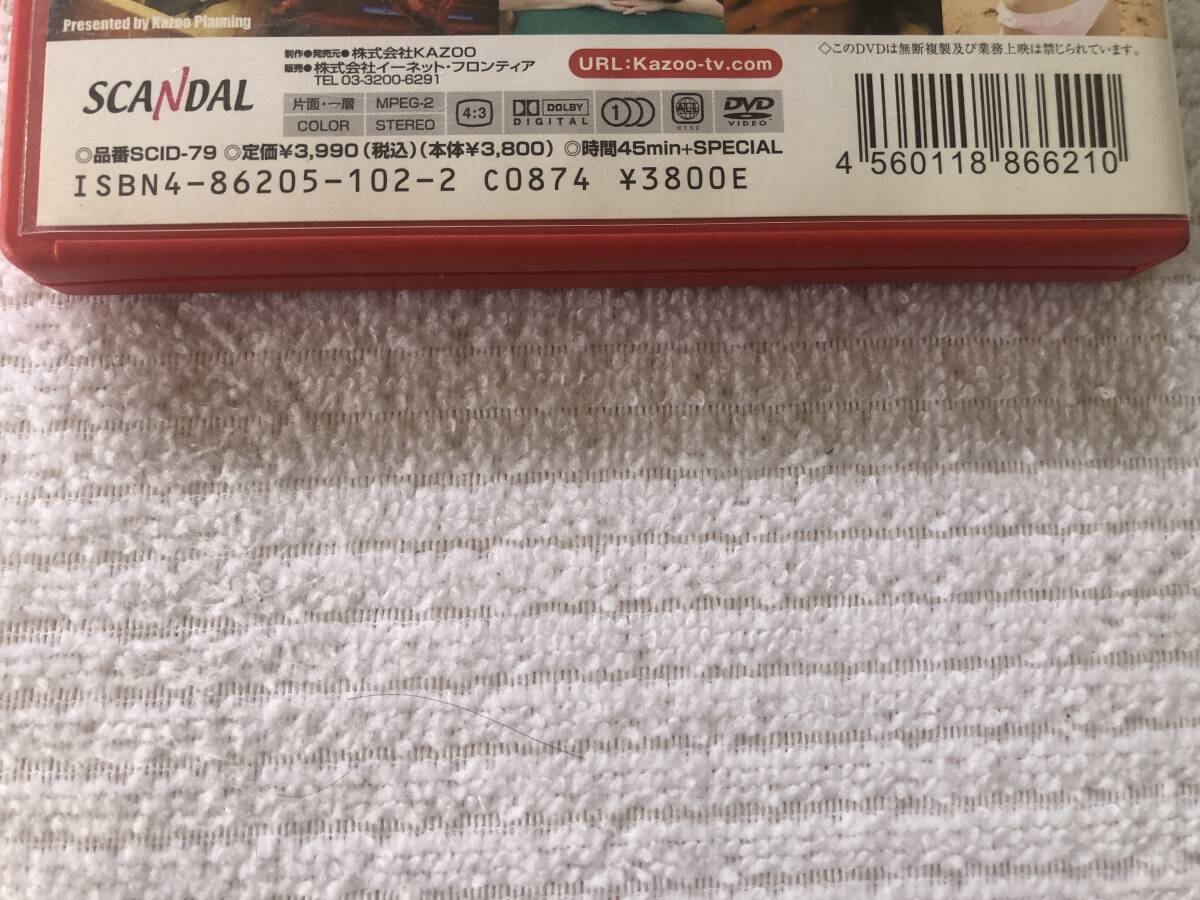 Presented by Kazoo Planning
制作●発売元● 株式会社KAZOO
販売● 株式会社イーネット・フロンティア
TEL 03-3200-6291
URL:Kazoo-tv.com
◇このDVDは無断複製及び業務上映は禁じられています。
SCANDAL
片面・一層 MPEG-2
COLOR STEREO
4:3
DOLBY
DIGITAL
1
NTSC
DVD
VIDEO
◎品番SCID-79 ◎定価¥3,990(税込)(本体¥3,800) ◎時間45min+SPECIAL
ISBN4-86205-102-2 C0874 ¥3800E
4 560118 866210